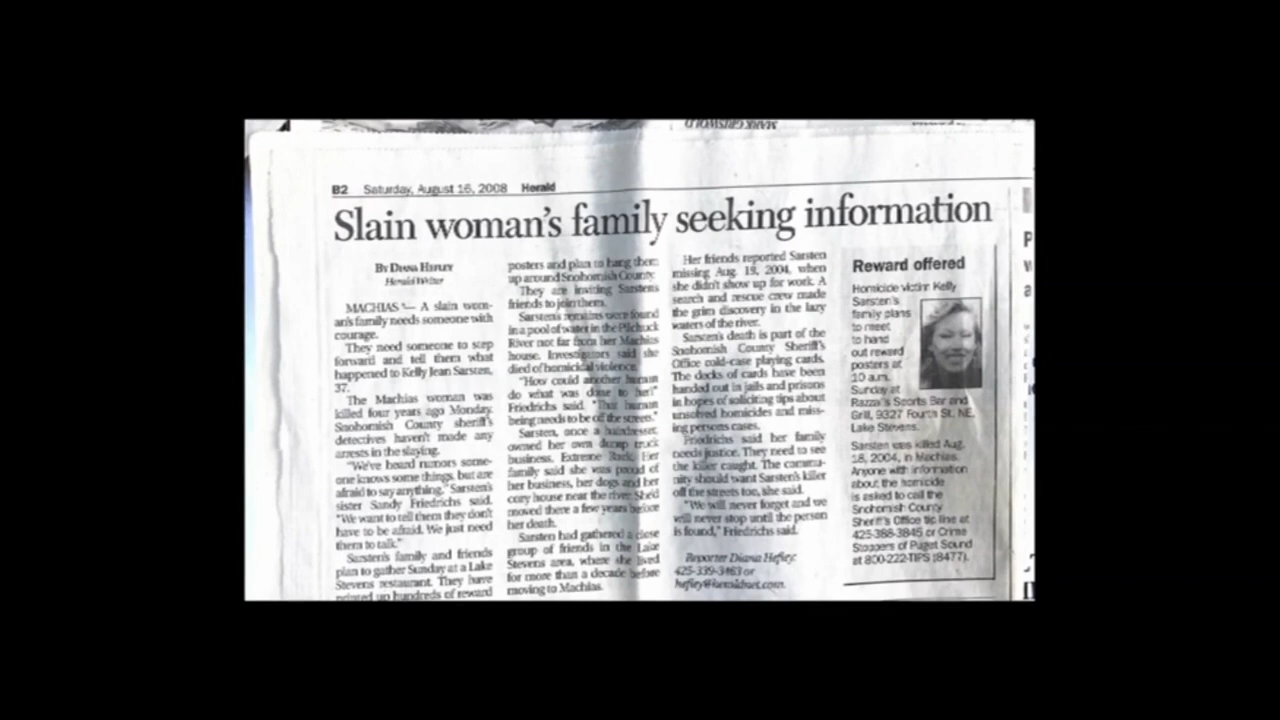 B2 Saturday, August 16, 2008 Herald
Slain woman's family seeking information
By Diana Hefley
Herald Writer
MACHIAS — A slain wom-
an's family needs someone with
courage.
They need someone to step
forward and tell them what
happened to Kelly Jean Sarsten,
37.
The Machias woman was
killed four years ago Monday.
Snohomish County sheriff's
detectives haven't made any
arrests in the slaying.
"We've heard rumors some-
one knows some things, but are
afraid to say anything," Sarsten's
sister Sandy Friedrichs said.
"We want to tell them they don't
have to be afraid. We just need
them to talk."
Sarsten's family and friends
plan to gather Sunday at a Lake
Stevens restaurant. They have
printed up hundreds of reward
posters and plan to hang them
up around Snohomish County.
They are inviting Sarsten's
friends to join them.
Sarsten's remains were found
in a pool of water in the Pilchuck
River not far from her Machias
house. Investigators said she
died of homicidal violence.
"How could another human
do what was done to her?"
Friedrichs said. "That human
being needs to be off the streets."
Sarsten, once a hairdresser,
owned her own dump truck
business, Extreme Rock. Her
family said she was proud of
her business, her dogs and her
cozy house near the river. She'd
moved there a few years before
her death.
Sarsten had gathered a close
group of friends in the Lake
Stevens area, where she lived
for more than a decade before
moving to Machias.
Her friends reported Sarsten
missing Aug. 19, 2004, when
she didn't show up for work. A
search and rescue crew made
the grim discovery in the lazy
waters of the river.
Sarsten's death is part of the
Snohomish County Sheriff's
Office cold-case playing cards.
The decks of cards have been
handed out in jails and prisons
in hopes of soliciting tips about
unsolved homicides and miss-
ing persons cases.
Friedrichs said her family
needs justice. They need to see
the killer caught. The commu-
nity should want Sarsten's killer
off the streets too, she said.
"We will never forget and we
will never stop until the person
is found," Friedrichs said.
Reporter Diana Hefley:
425-339-3463 or
hefley@heraldnet.com.
Reward offered
Homicide victim Kelly
Sarsten's
family plans
to meet
to hand
out reward
posters at
10 a.m.
Sunday at
Razzal's Sports Bar and
Grill, 9327 Fourth St. NE,
Lake Stevens.
Sarsten was killed Aug.
18, 2004, in Machias.
Anyone with information
about the homicide
is asked to call the
Snohomish County
Sheriff's Office tip line at
425-388-3845 or Crime
Stoppers of Puget Sound
at 800-222-TIPS (8477).